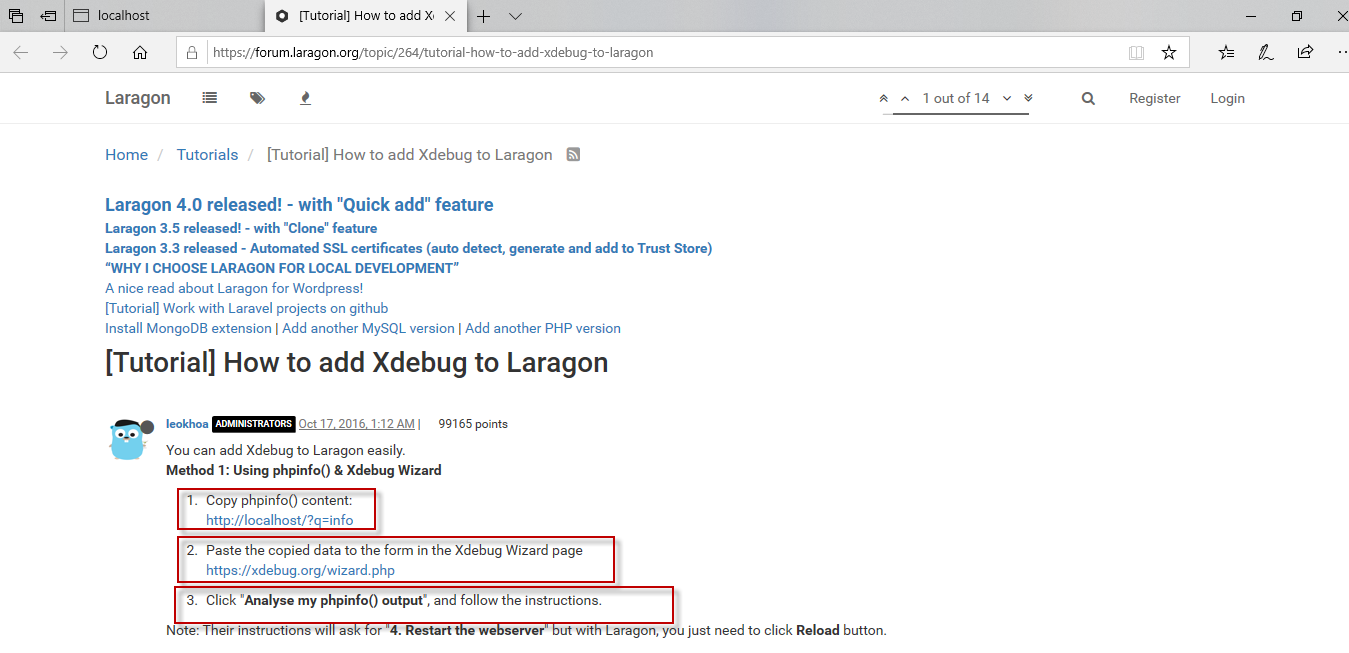 localhost
[Tutorial] How to add X
https://forum.laragon.org/topic/264/tutorial-how-to-add-xdebug-to-laragon
Laragon 1 out of 14 Register Login
Home / Tutorials / [Tutorial] How to add Xdebug to Laragon
Laragon 4.0 released! - with "Quick add" feature
Laragon 3.5 released! - with "Clone" feature
Laragon 3.3 released - Automated SSL certificates (auto detect, generate and add to Trust Store)
“WHY I CHOOSE LARAGON FOR LOCAL DEVELOPMENT”
A nice read about Laragon for Wordpress!
[Tutorial] Work with Laravel projects on github
Install MongoDB extension | Add another MySQL version | Add another PHP version
[Tutorial] How to add Xdebug to Laragon
leokhoa ADMINISTRATORS Oct 17, 2016, 1:12 AM | 99165 points
You can add Xdebug to Laragon easily.
Method 1: Using phpinfo() & Xdebug Wizard
1. Copy phpinfo() content:
http://localhost/?q=info
2. Paste the copied data to the form in the Xdebug Wizard page
https://xdebug.org/wizard.php
3. Click "Analyse my phpinfo() output", and follow the instructions.
Note: Their instructions will ask for "4. Restart the webserver" but with Laragon, you just need to click Reload button.